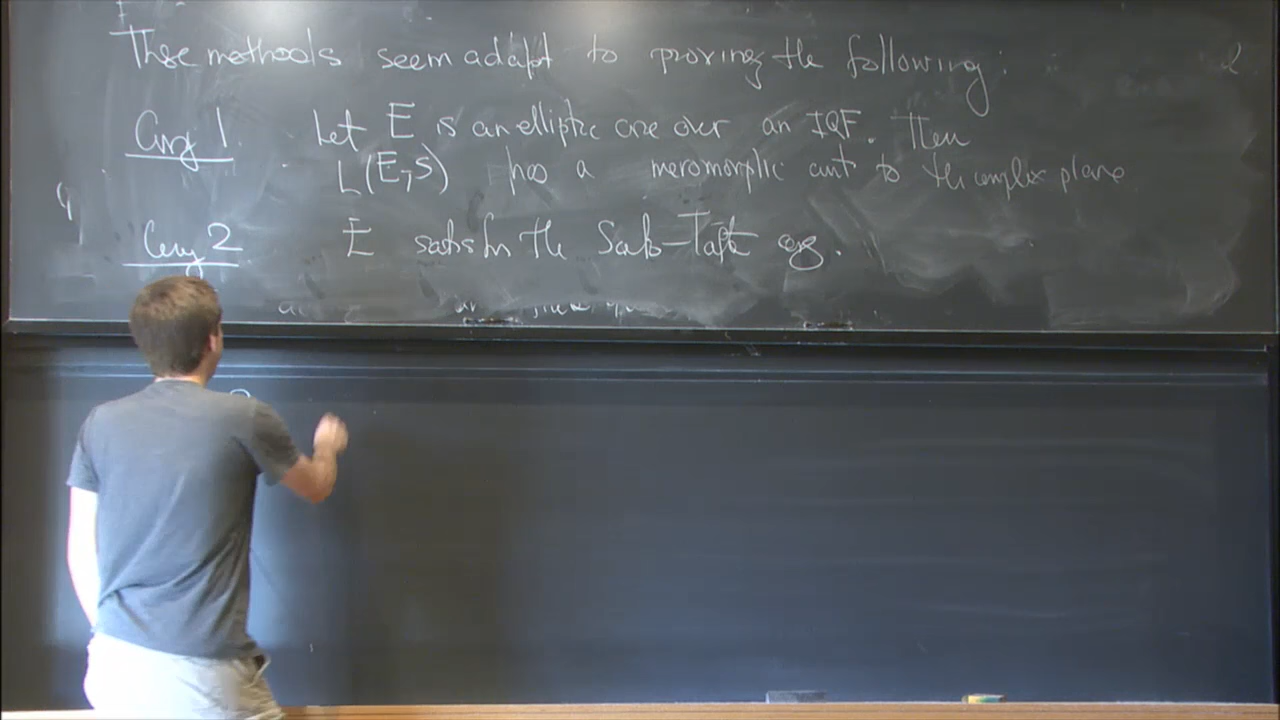 These methods seem adapt to proving the following:
Conj 1. Let E is an elliptic curve over an IQF. Then
L(E, s) has a meromorphic cont to the complex plane
Conj 2 E satisfies the Sato-Tate conj.